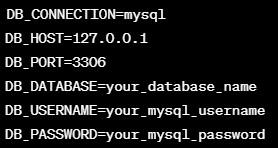 DB_CONNECTION=mysql
DB_HOST=127.0.0.1
DB_PORT=3306
DB_DATABASE=your_database_name
DB_USERNAME=your_mysql_username
DB_PASSWORD=your_mysql_password